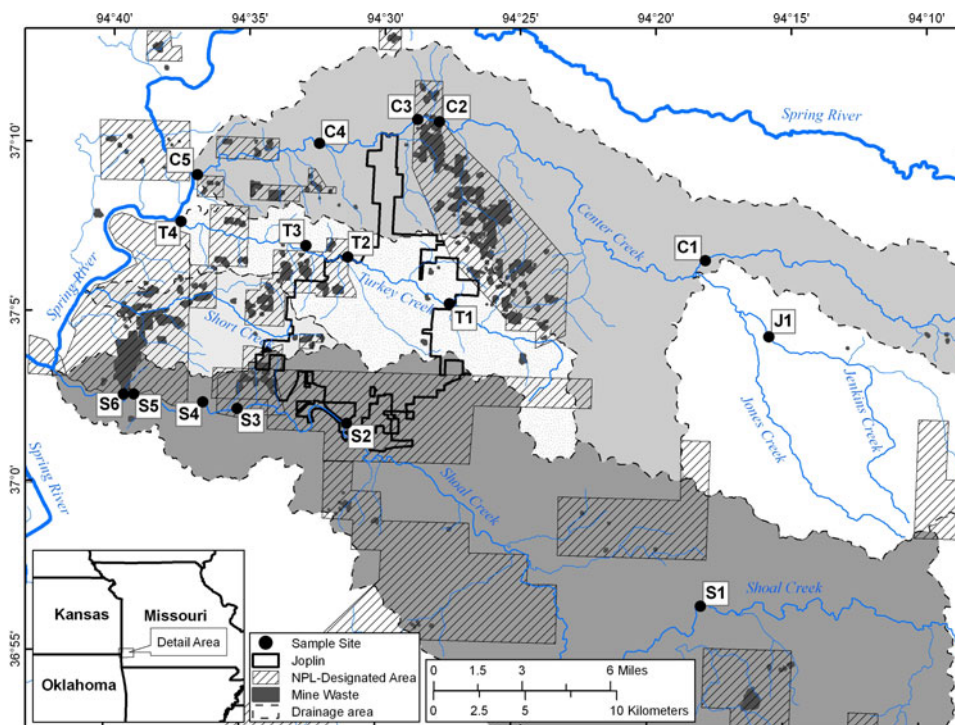 94°40'
94°35'
94°30'
94°25'
94°20'
94°15'
94°10'
37°10'
37°5'
37°0'
36°55'
Spring River
C3
C2
C4
C5
Center Creek
T4
T3
T2
C1
Spring River
Turkey Creek
T1
Short Creek
J1
Jenkins Creek
Jones Creek
S6
S5
S4
S3
S2
Spring River
Shoal Creek
S1
Shoal Creek
Kansas
Missouri
Detail Area
Oklahoma
Sample Site
Joplin
NPL-Designated Area
Mine Waste
Drainage area
0 1.5 3 6 Miles
0 2.5 5 10 Kilometers